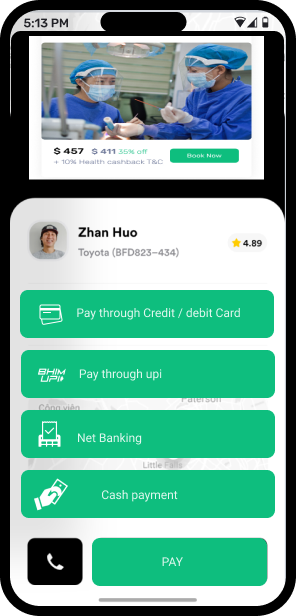 5:13 PM
$ 457 $ 411 35% off
+ 10% Health cashback T&C
Book Now
Zhan Huo
Toyota (BFD823-434)
4.89
Pay through Credit / debit Card
BHIM
UPI
Pay through upi
Công viên
Paterson
Net Banking
Little Falls
Cash payment
PAY